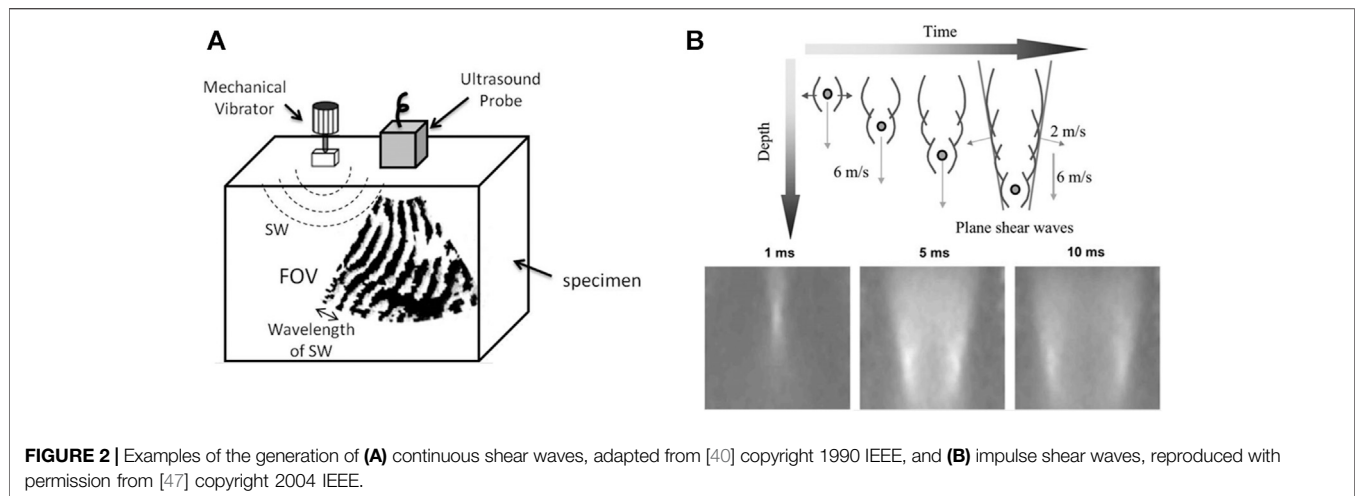 A
Mechanical
Vibrator
Ultrasound
Probe
SW
FOV
Wavelength
of SW
specimen
B
Time
Depth
6 m/s
2 m/s
6 m/s
Plane shear waves
1 ms
5 ms
10 ms
FIGURE 2 | Examples of the generation of (A) continuous shear waves, adapted from [40] copyright 1990 IEEE, and (B) impulse shear waves, reproduced with
permission from [47] copyright 2004 IEEE.